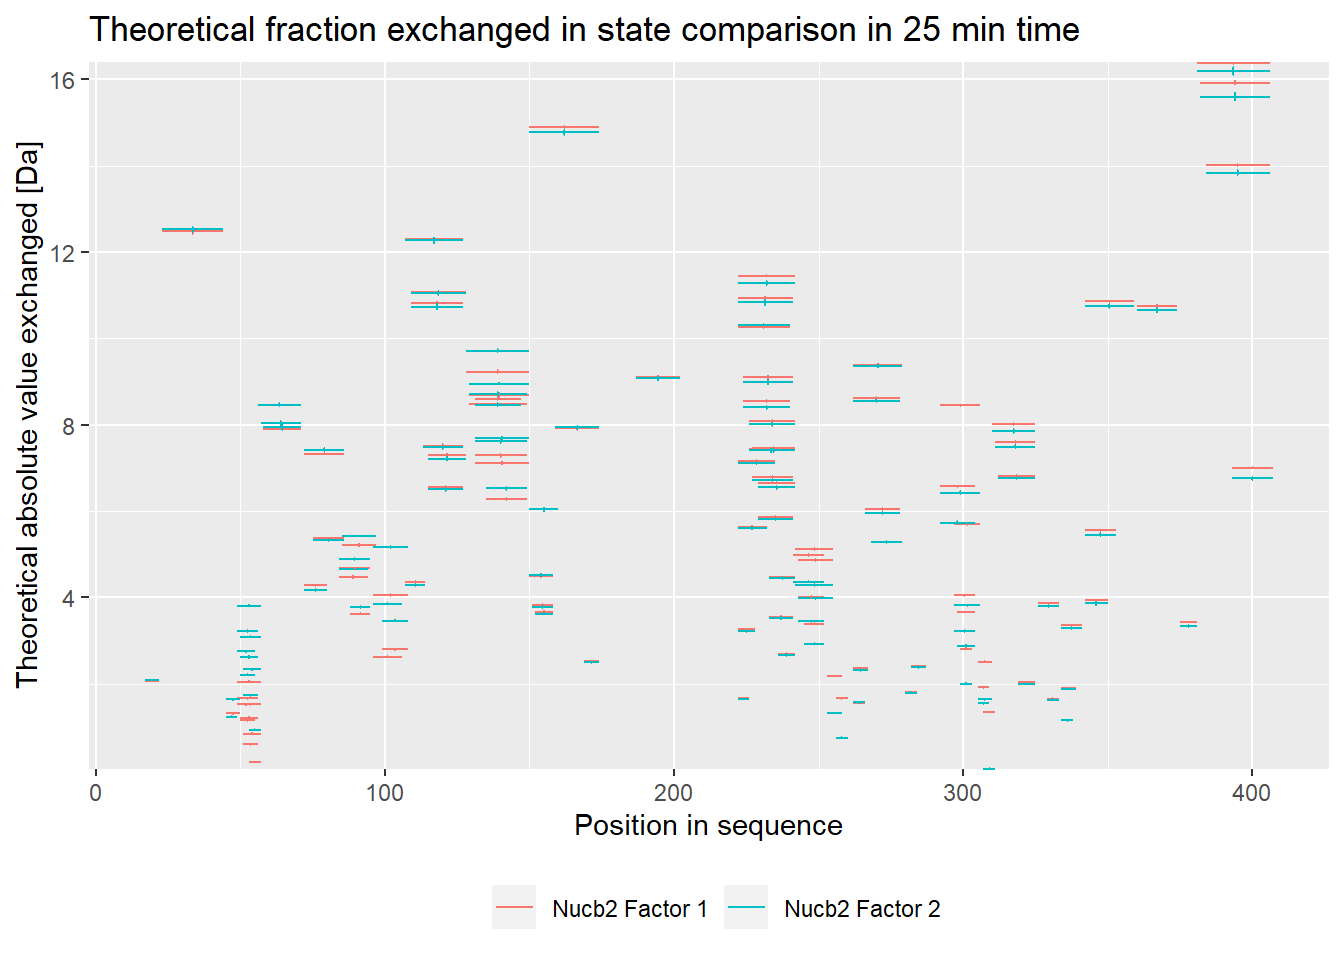 Theoretical fraction exchanged in state comparison in 25 min time
Theoretical absolute value exchanged [Da]
16
12
8
4
0
100
200
300
400
Position in sequence
Nucb2 Factor 1
Nucb2 Factor 2